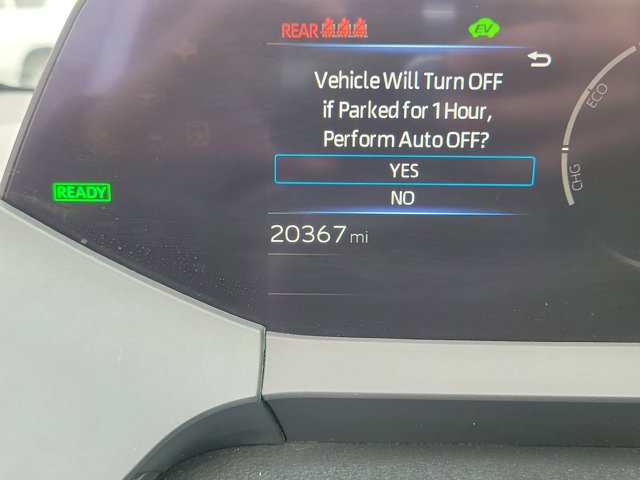 REAR
EV
Vehicle Will Turn OFF
if Parked for 1 Hour,
Perform Auto OFF?
YES
NO
READY
20367 mi
ECO
CHG